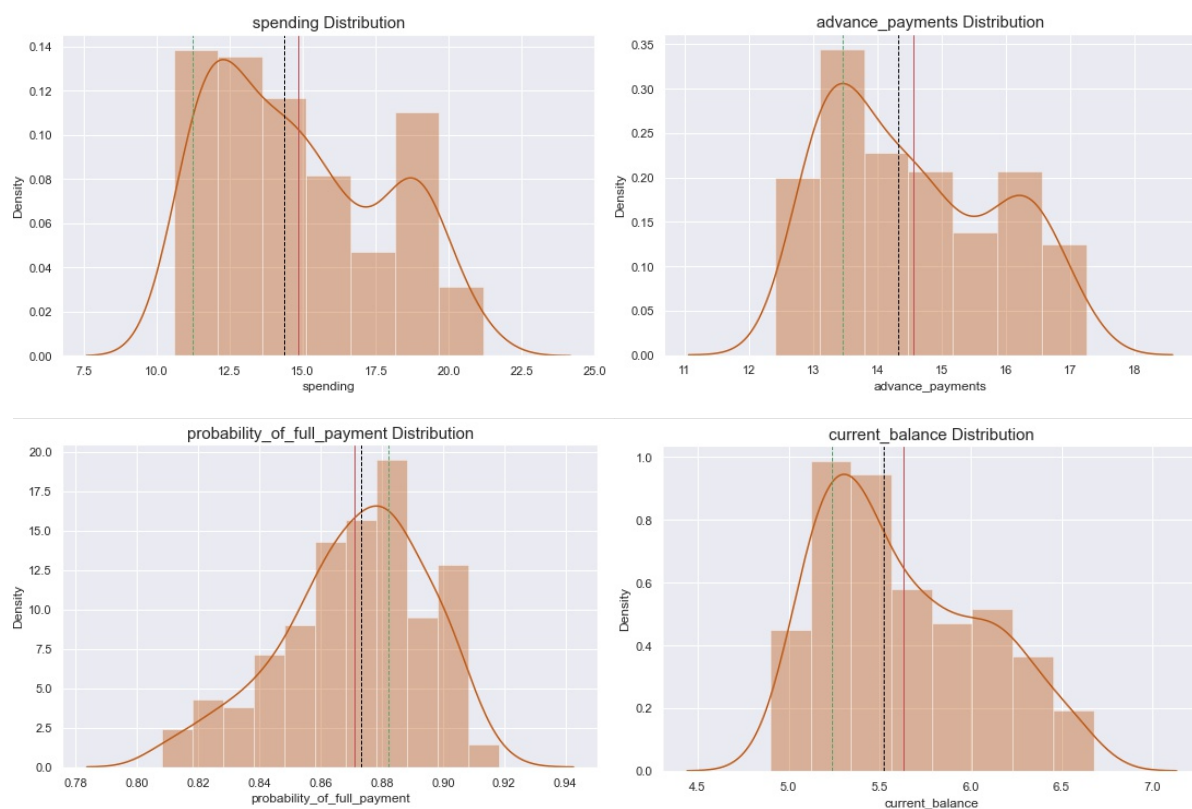 spending Distribution
0.14
0.12
0.10
0.08
0.06
0.04
0.02
0.00
Density
7.5 10.0 12.5 15.0 17.5 20.0 22.5 25.0
spending
advance_payments Distribution
0.35
0.30
0.25
0.20
0.15
0.10
0.05
0.00
Density
11 12 13 14 15 16 17 18
advance_payments
probability_of_full_payment Distribution
20.0
17.5
15.0
12.5
10.0
7.5
5.0
2.5
0.0
Density
0.78 0.80 0.82 0.84 0.86 0.88 0.90 0.92 0.94
probability_of_full_payment
current_balance Distribution
1.0
0.8
0.6
0.4
0.2
0.0
Density
4.5 5.0 5.5 6.0 6.5 7.0
current_balance